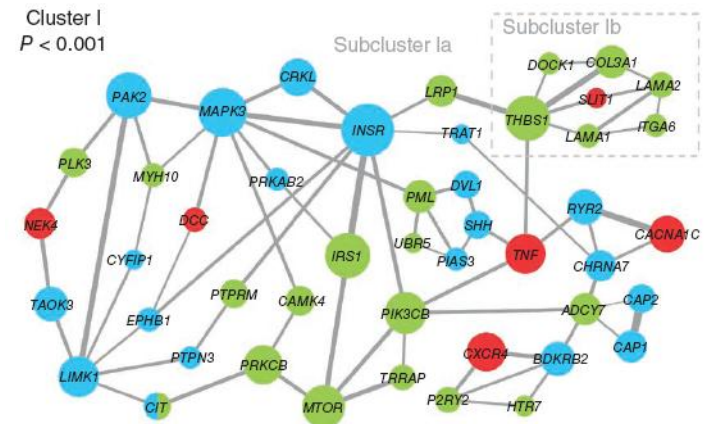 Cluster I
P < 0.001
Subcluster Ia
Subcluster Ib
DOCK1
COL3A1
CRKL
PAK2
MAPK3
LRP1
SLIT1
LAMA2
THBS1
INSR
TRAT1
LAMA1
ITGA6
PLK3
MYH10
PRKAB2
PML
DVL1
RYR2
NEK4
DCC
SHH
CACNA1C
UBR5
CYFIP1
IRS1
PIAS3
TNF
CHRNA7
TAOK3
PTPRM
CAMK4
EPHB1
PIK3CB
ADCY7
CAP2
PTPN3
CXCR4
BDKRB2
CAP1
LIMK1
PRKCB
TRRAP
CIT
MTOR
P2RY2
HTR7